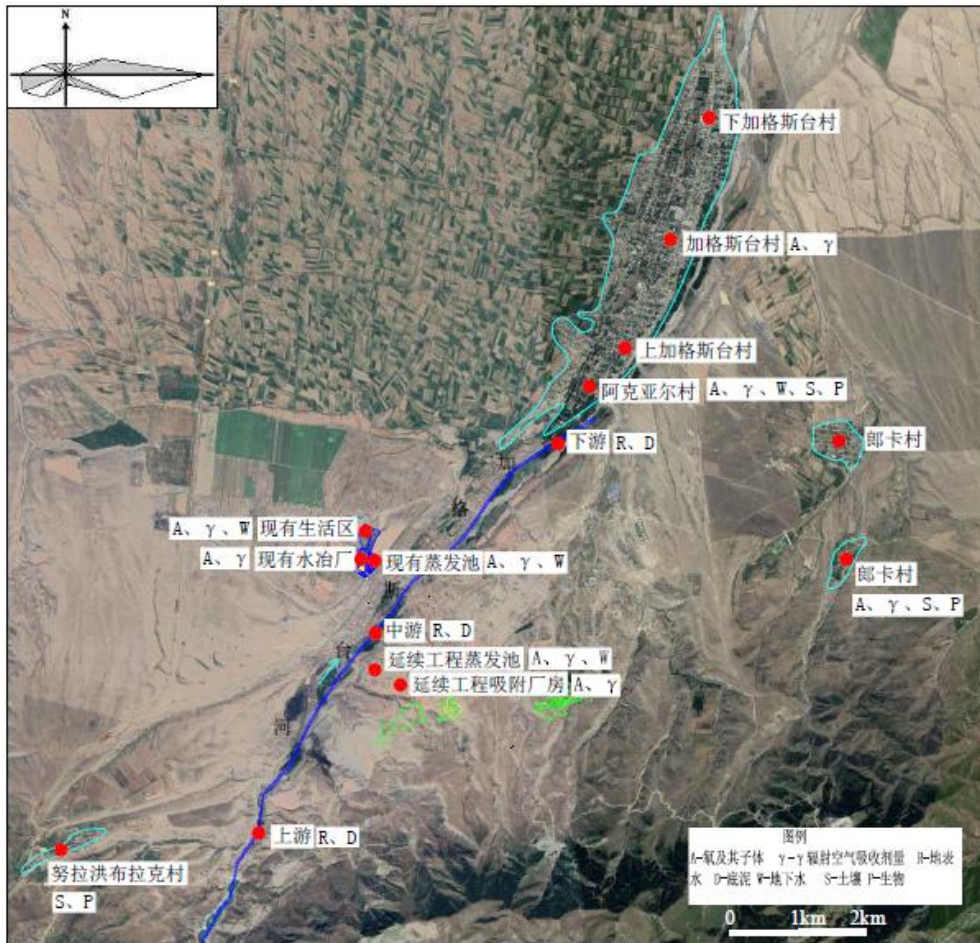 N
下加格斯台村
加格斯台村 A、γ
上加格斯台村
阿克亚尔村 A、γ、W、S、P
郎卡村
下游 R、D
加
格
A、γ、W 现有生活区
A、γ 现有水冶厂
现有蒸发池 A、γ、W
郎卡村
A、γ、S、P
斯
中游 R、D
台
延续工程蒸发池 A、γ、W
延续工程吸附厂房 A、γ
河
上游 R、D
努拉洪布拉克村
S、P
图例
A-氡及其子体 γ-γ辐射空气吸收剂量 R-地表
水 D-底泥 W-地下水 S-土壤 P-生物
0 1km 2km